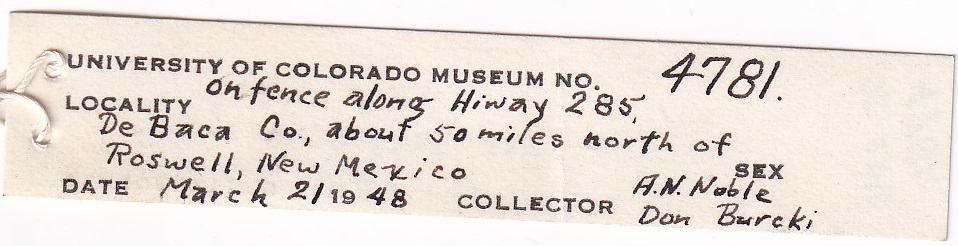 UNIVERSITY OF COLORADO MUSEUM NO. 4781.
LOCALITY On fence along Hiway 285,
De Baca Co., about 50 miles north of
Roswell, New Mexico SEX
DATE March 21 1948 COLLECTOR A.N. Noble
Don Burcki